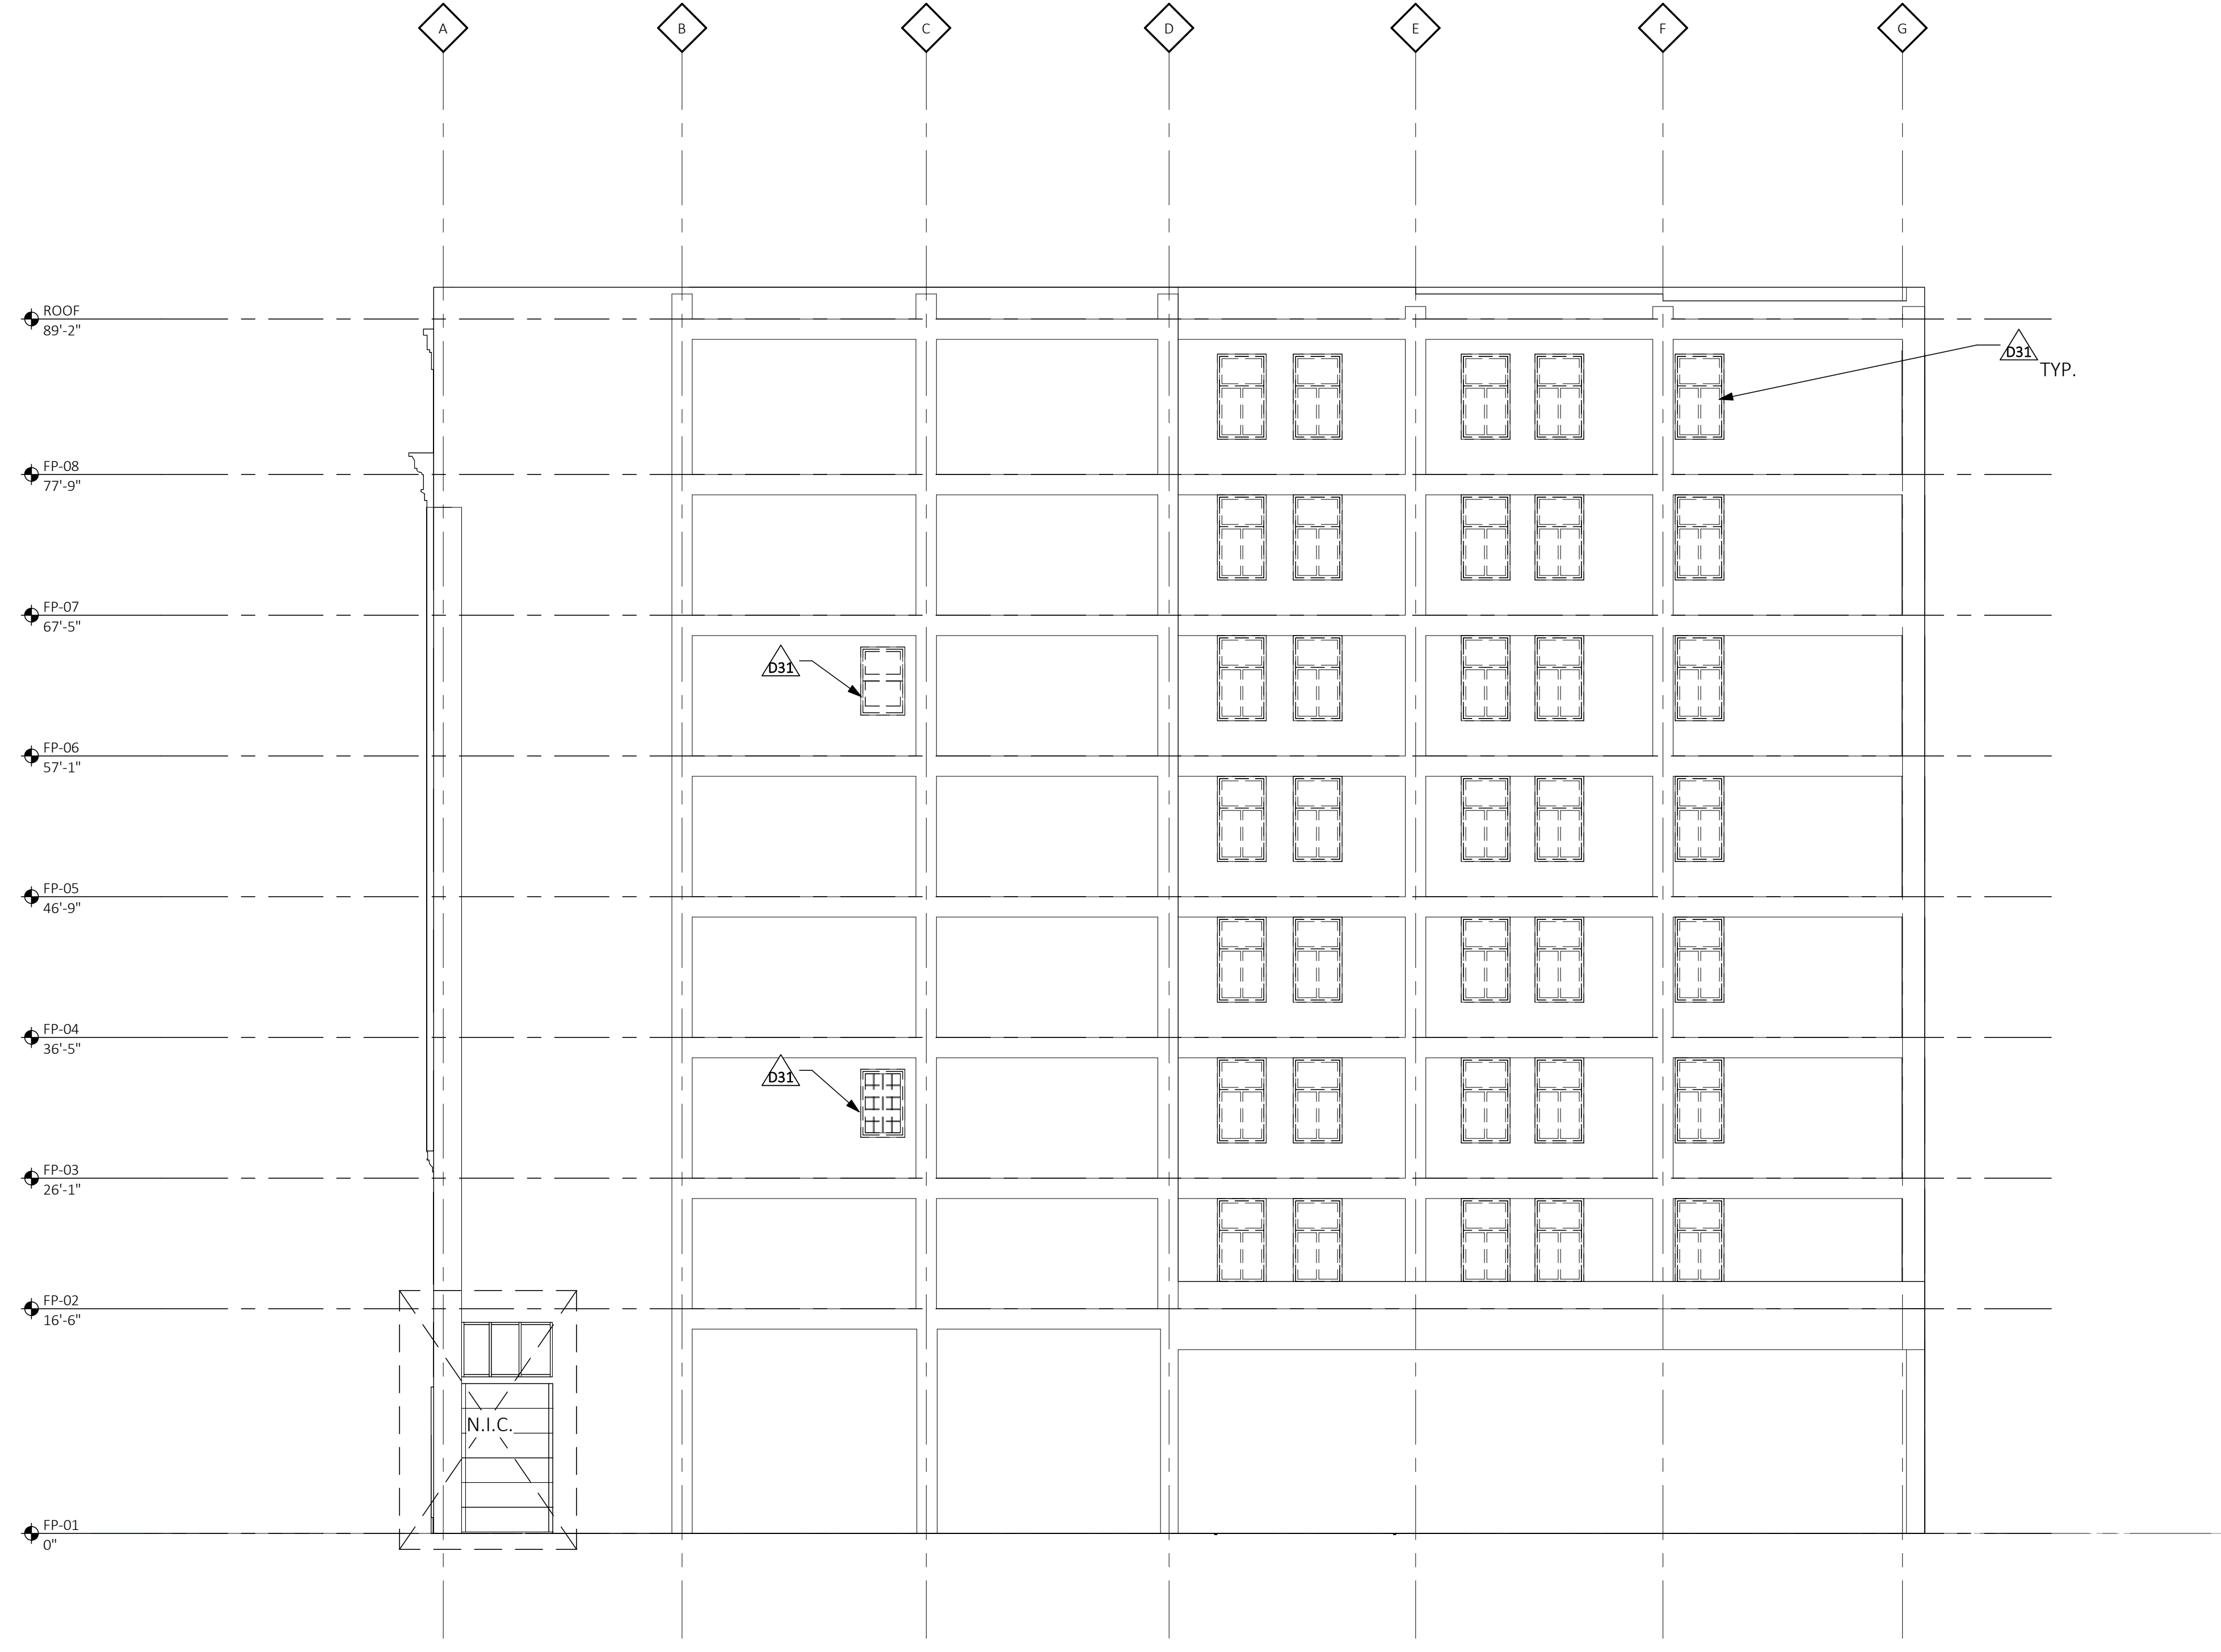 A B C D E F G
ROOF
89'-2"
D31
TYP.
FP-08
77'-9"
FP-07
67'-5"
D31
FP-06
57'-1"
FP-05
46'-9"
FP-04
36'-5"
D31
FP-03
26'-1"
FP-02
16'-6"
N.I.C.
FP-01
0"